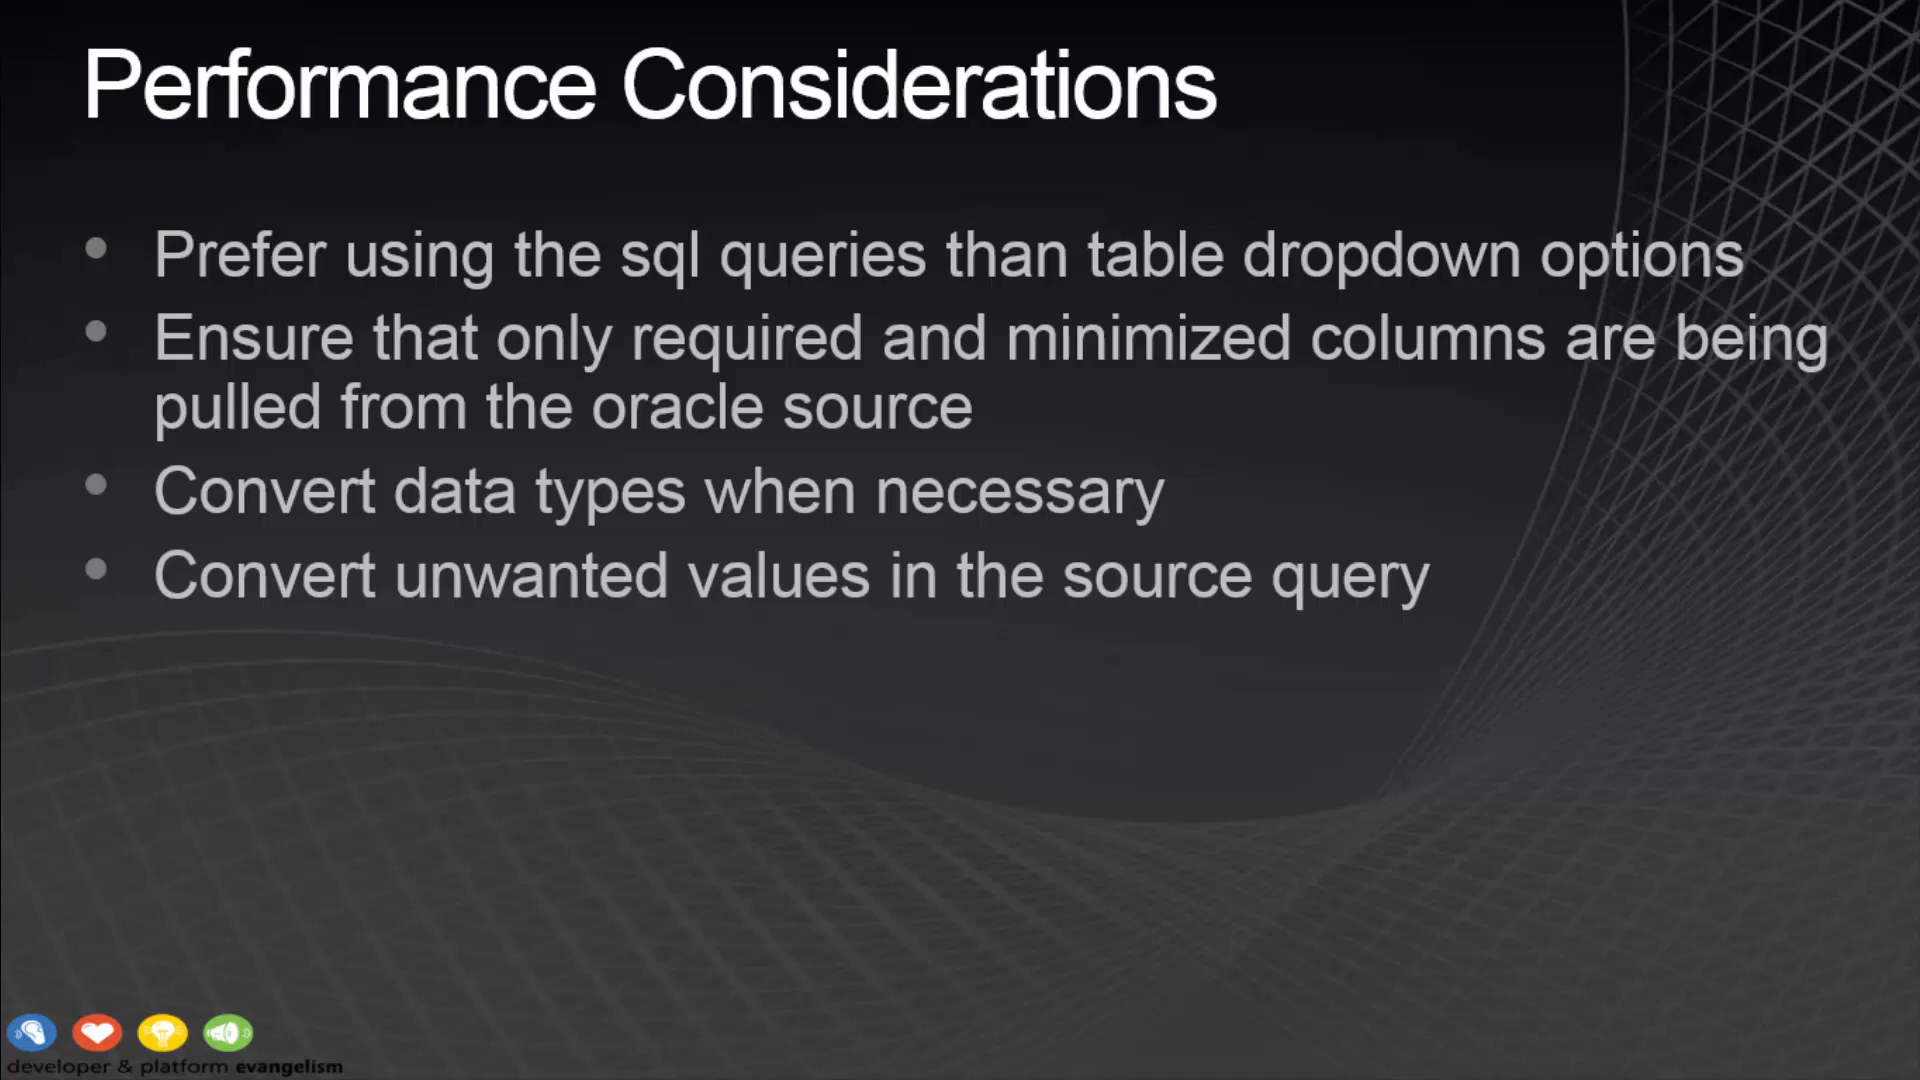 Performance Considerations
• Prefer using the sql queries than table dropdown options
• Ensure that only required and minimized columns are being
pulled from the oracle source
• Convert data types when necessary
• Convert unwanted values in the source query
developer & platform evangelism